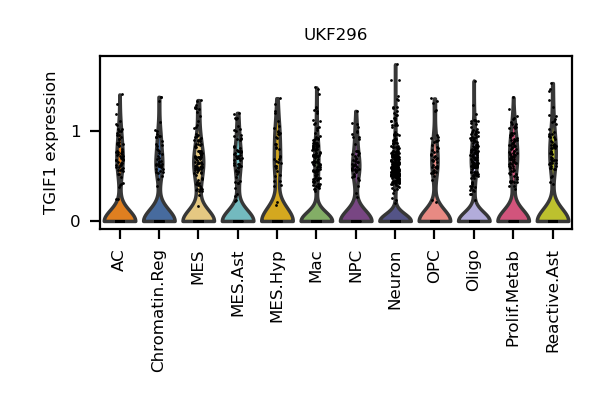 UKF296
TGIF1 expression
1
0
AC
Chromatin.Reg
MES
MES.Ast
MES.Hyp
Mac
NPC
Neuron
OPC
Oligo
Prolif.Metab
Reactive.Ast